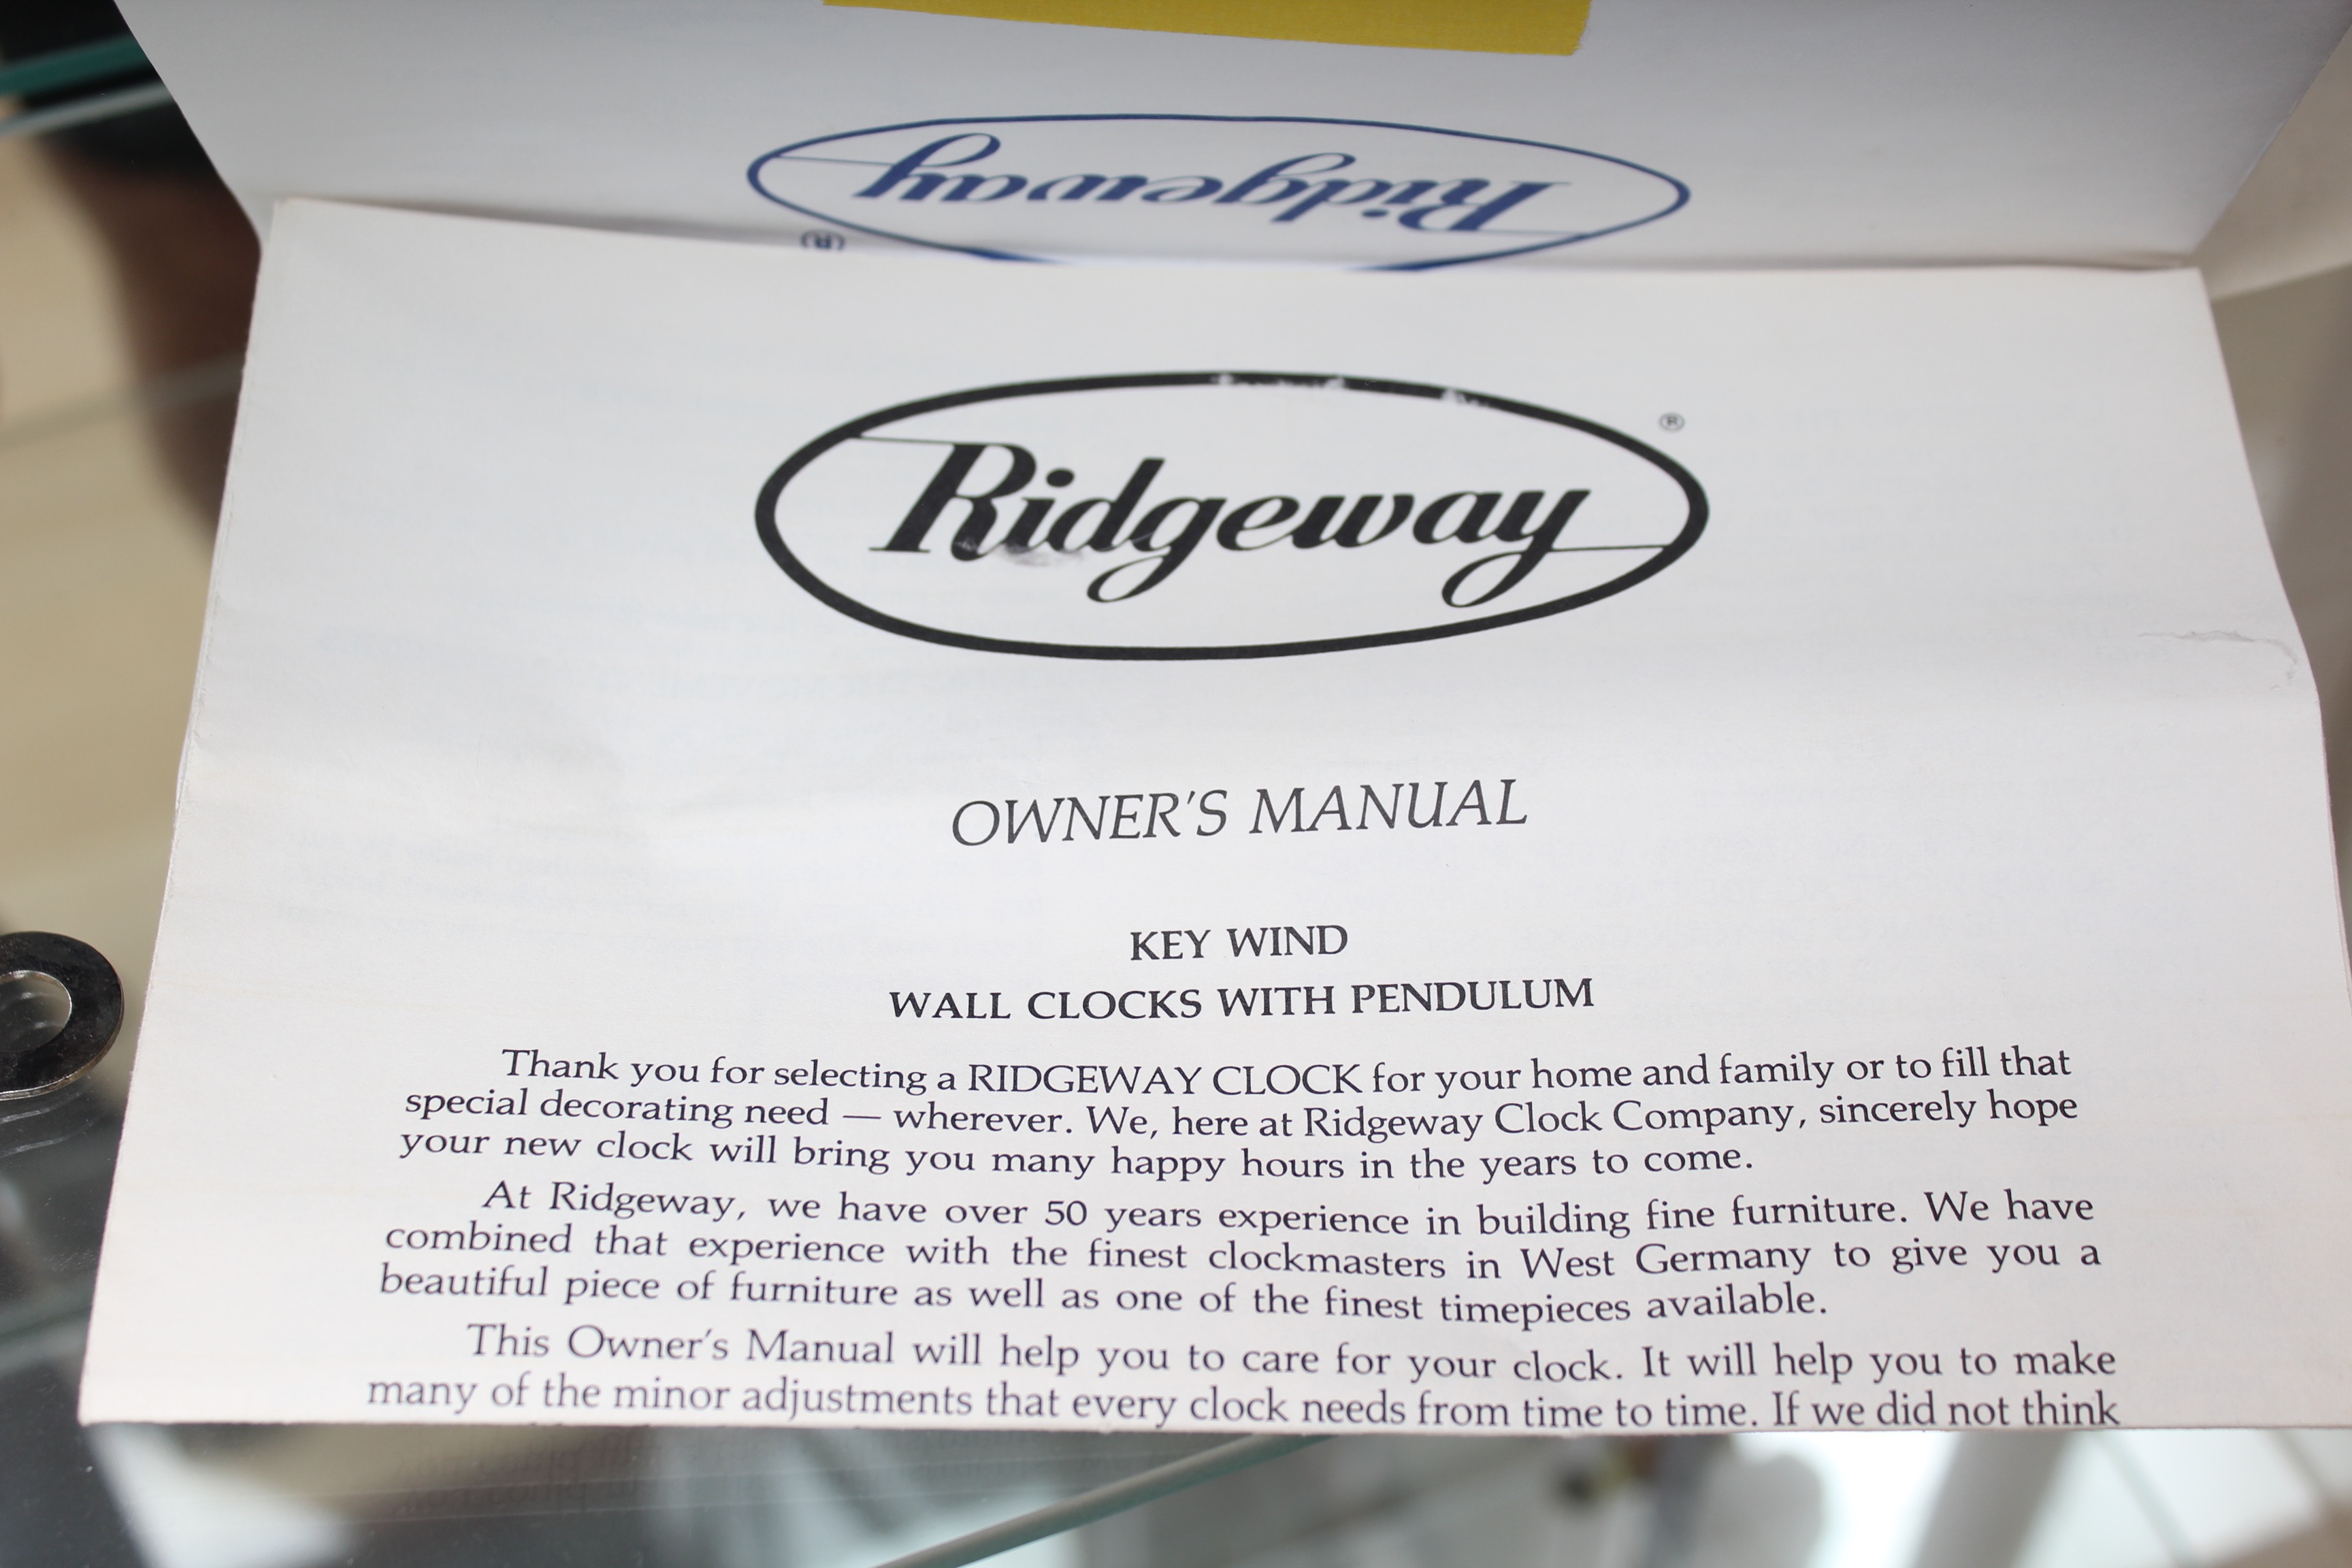 Ridgeway
®
Ridgeway
®
OWNER'S MANUAL
KEY WIND
WALL CLOCKS WITH PENDULUM
Thank you for selecting a RIDGEWAY CLOCK for your home and family or to fill that
special decorating need — wherever. We, here at Ridgeway Clock Company, sincerely hope
your new clock will bring you many happy hours in the years to come.
At Ridgeway, we have over 50 years experience in building fine furniture. We have
combined that experience with the finest clockmasters in West Germany to give you a
beautiful piece of furniture as well as one of the finest timepieces available.
This Owner's Manual will help you to care for your clock. It will help you to make
many of the minor adjustments that every clock needs from time to time. If we did not think